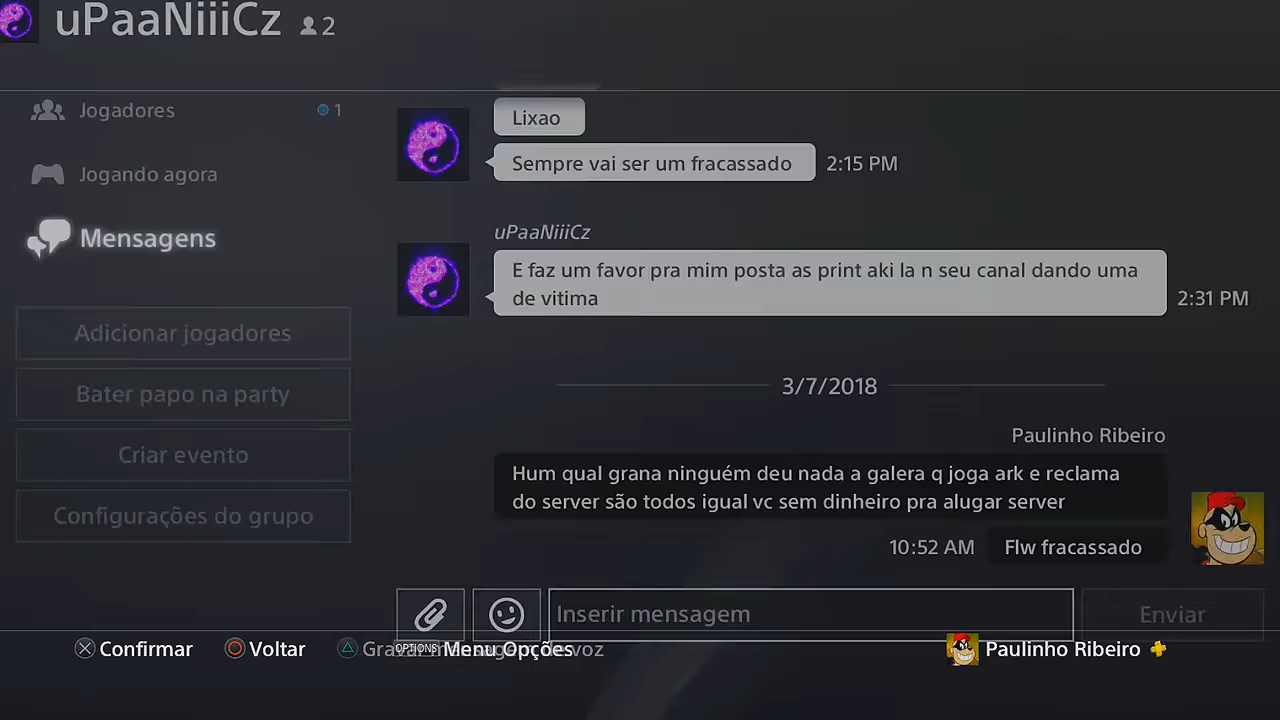 uPaaNiiiCz 2
Jogadores 1
Jogando agora
Mensagens
Adicionar jogadores
Bater papo na party
Criar evento
Configurações do grupo
Lixao
Sempre vai ser um fracassado 2:15 PM
uPaaNiiiCz
E faz um favor pra mim posta as print aki la n seu canal dando uma
de vitima
2:31 PM
3/7/2018
Paulinho Ribeiro
Hum qual grana ninguém deu nada a galera q joga ark e reclama
do server são todos igual vc sem dinheiro pra alugar server
10:52 AM Flw fracassado
Inserir mensagem
Enviar
Confirmar
Voltar
OPTIONS Menu Opções
Paulinho Ribeiro